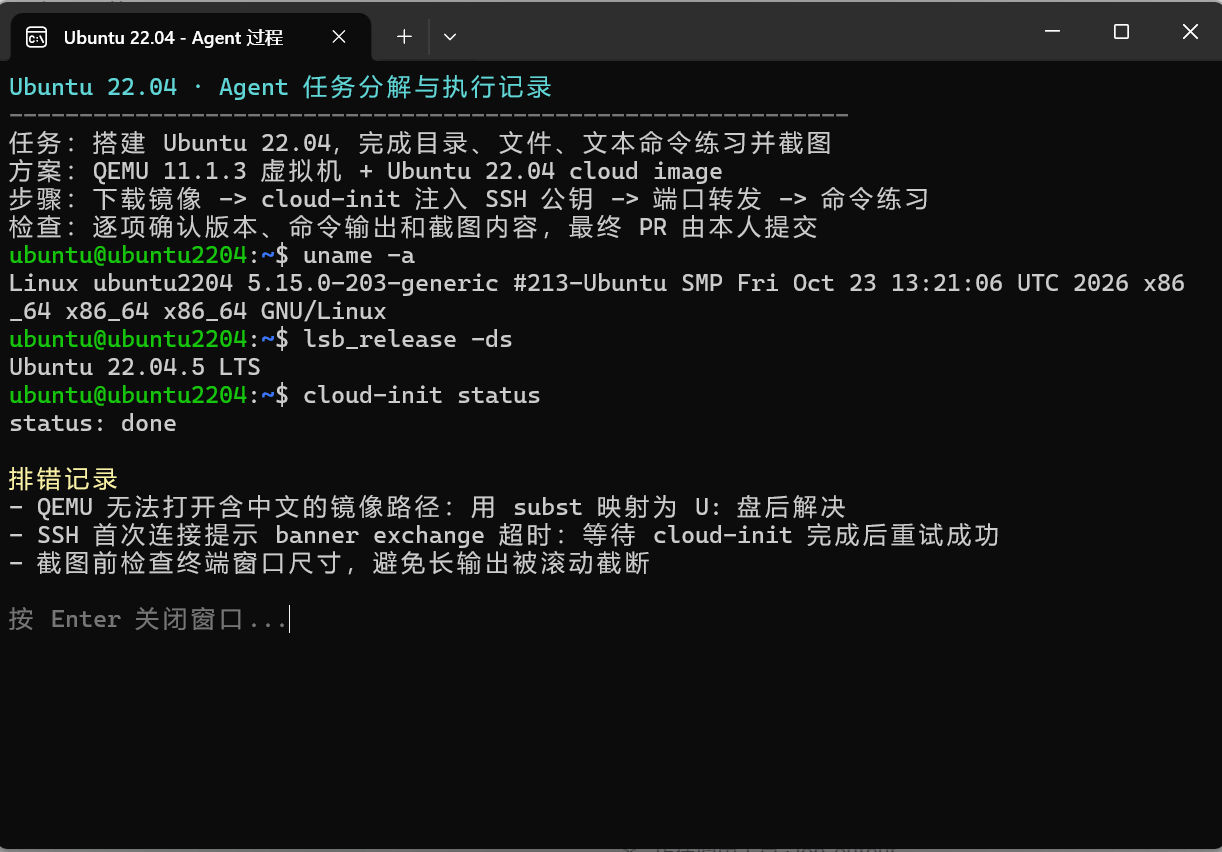 Ubuntu 22.04 - Agent 过程
Ubuntu 22.04 · Agent 任务分解与执行记录
------------------------------------------------------------
任务: 搭建 Ubuntu 22.04, 完成目录、文件、文本命令练习并截图
方案: QEMU 11.1.3 虚拟机 + Ubuntu 22.04 cloud image
步骤: 下载镜像 -> cloud-init 注入 SSH 公钥 -> 端口转发 -> 命令练习
检查: 逐项确认版本、命令输出和截图内容, 最终 PR 由本人提交
ubuntu@ubuntu2204:~$ uname -a
Linux ubuntu2204 5.15.0-203-generic #213-Ubuntu SMP Fri Oct 23 13:21:06 UTC 2026 x86
_64 x86_64 x86_64 GNU/Linux
ubuntu@ubuntu2204:~$ lsb_release -ds
Ubuntu 22.04.5 LTS
ubuntu@ubuntu2204:~$ cloud-init status
status: done
排错记录
- QEMU 无法打开含中文的镜像路径: 用 subst 映射为 U: 盘后解决
- SSH 首次连接提示 banner exchange 超时: 等待 cloud-init 完成后重试成功
- 截图前检查终端窗口尺寸, 避免长输出被滚动截断
按 Enter 关闭窗口...